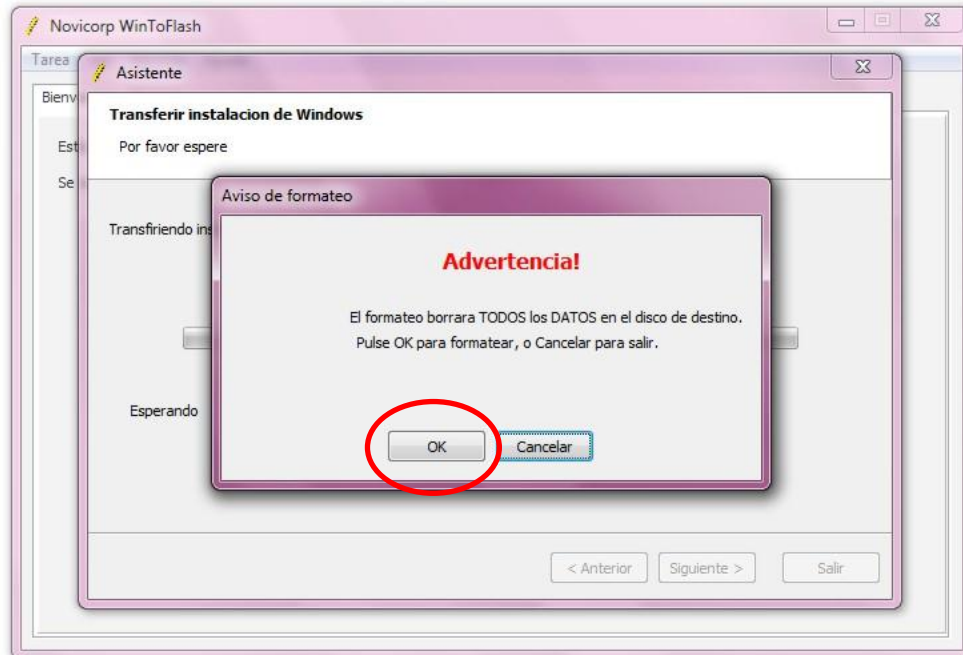 Novicorp WinToFlash
Tarea
Asistente
Bienv
Transferir instalacion de Windows
Est
Por favor espere
Se
Aviso de formateo
Transfiriendo ins
Advertencia!
El formateo borrara TODOS los DATOS en el disco de destino.
Pulse OK para formatear, o Cancelar para salir.
Esperando
OK Cancelar
< Anterior Siguiente > Salir